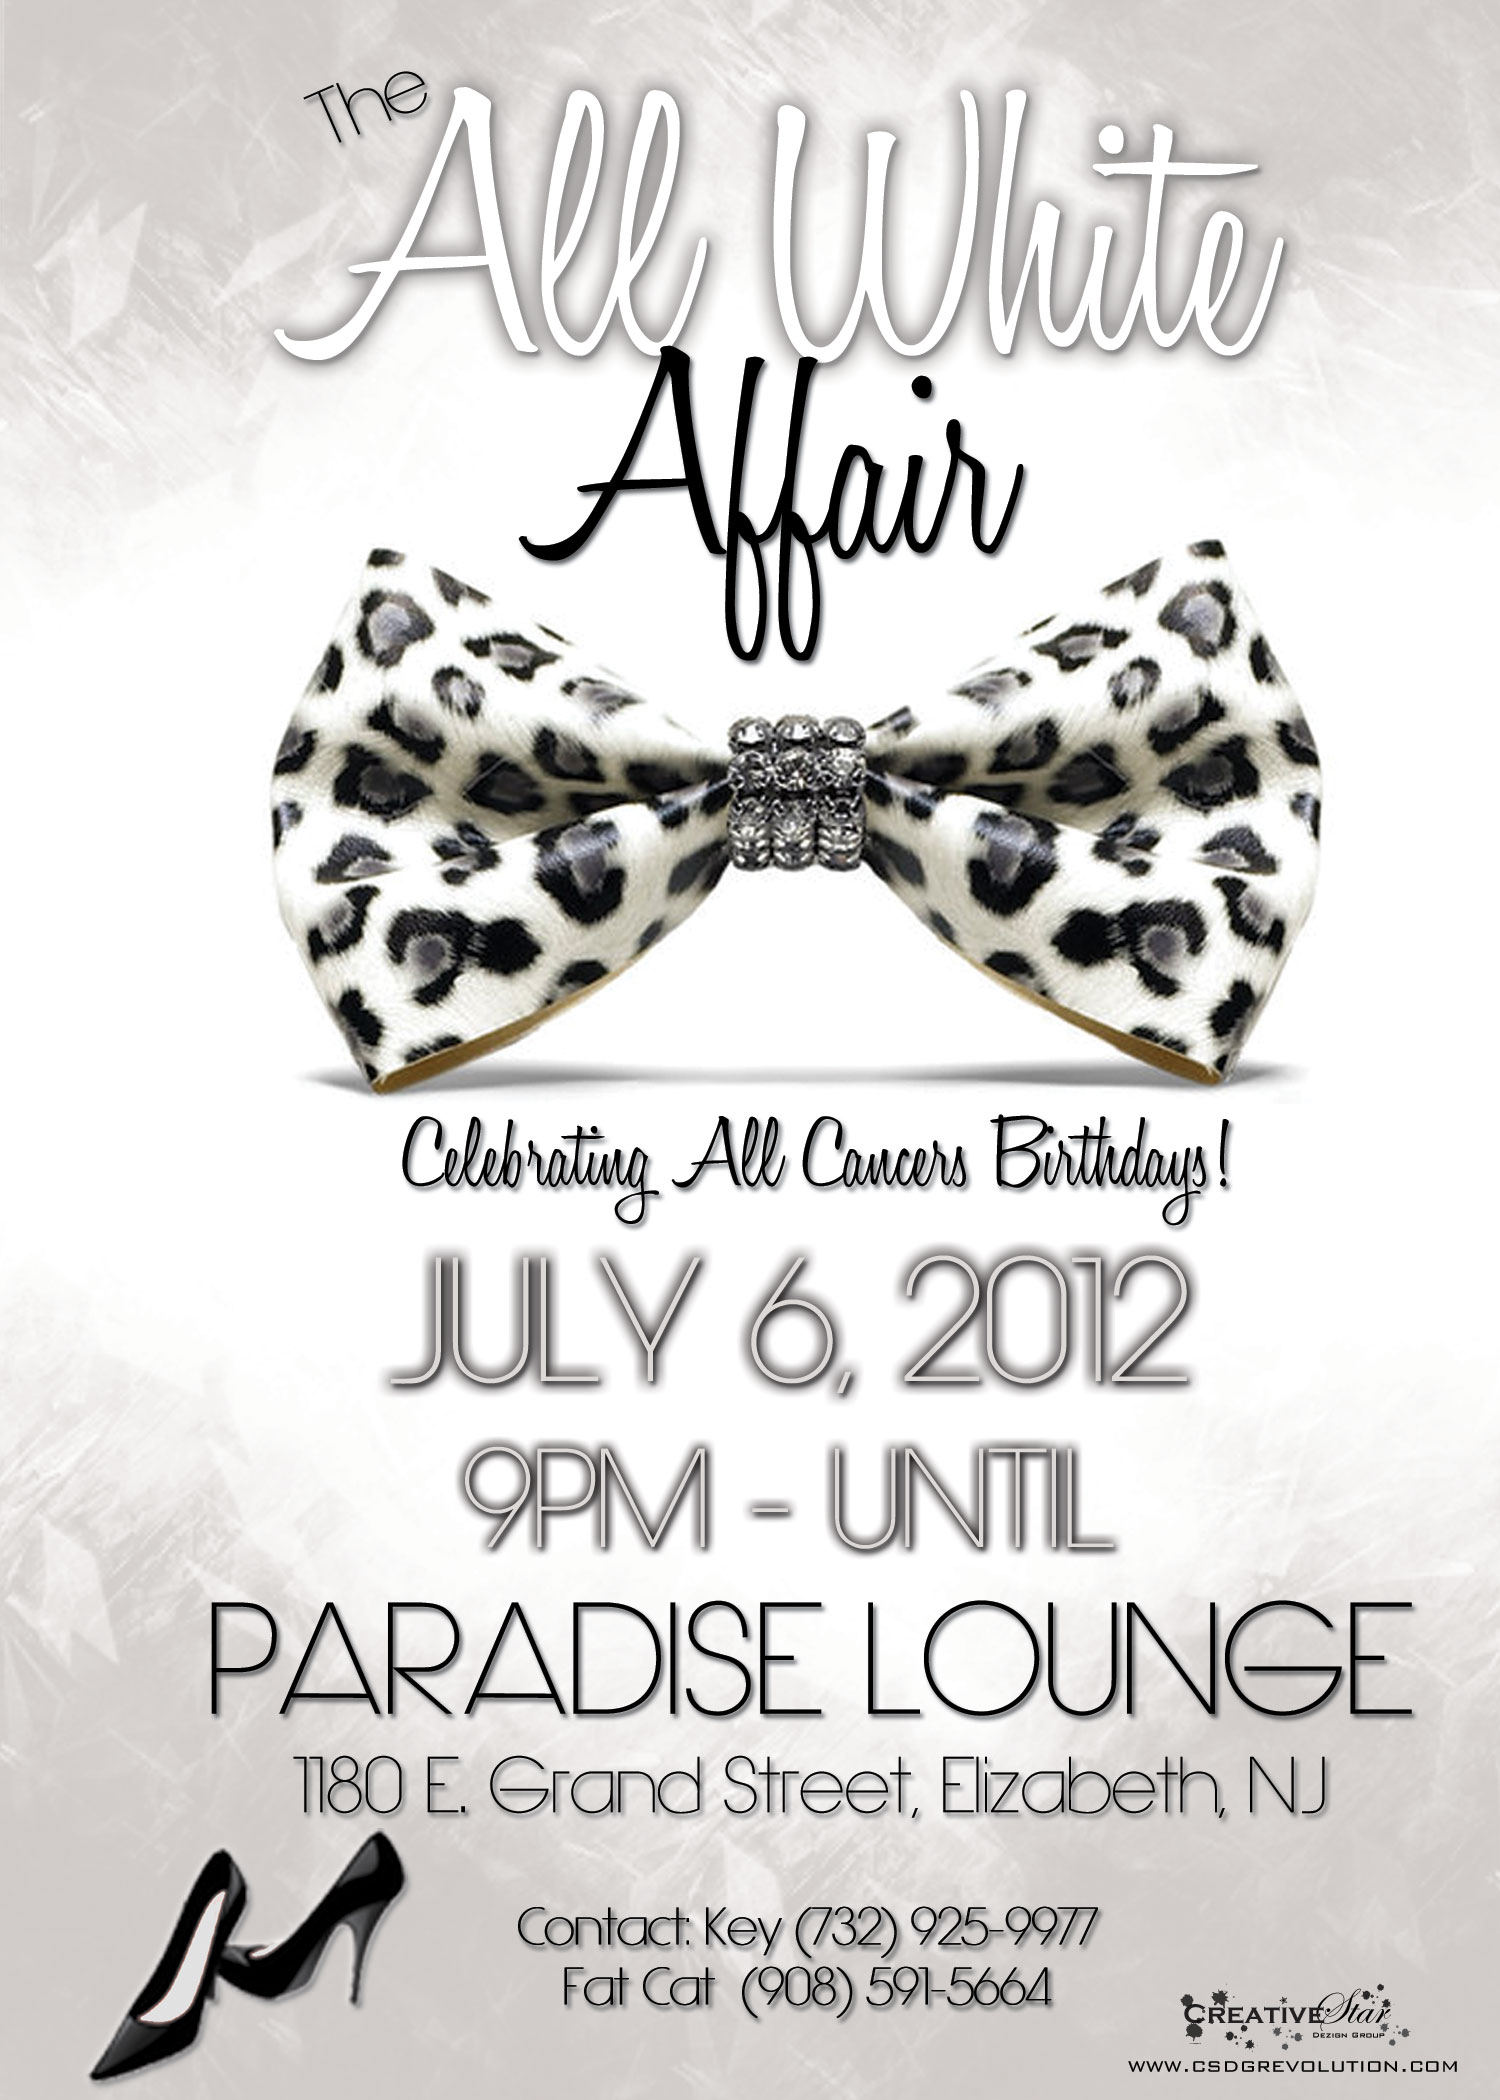 The
All White
Affair
Celebrating All Cancers Birthdays!
JULY 6, 2012
9PM - UNTIL
PARADISE LOUNGE
1180 E. Grand Street, Elizabeth, NJ
Contact: Key (732) 925-9977
Fat Cat (908) 591-5664
CREATIVE Star
DEZIGN GROUP
WWW.CSDGREVOLUTION.COM